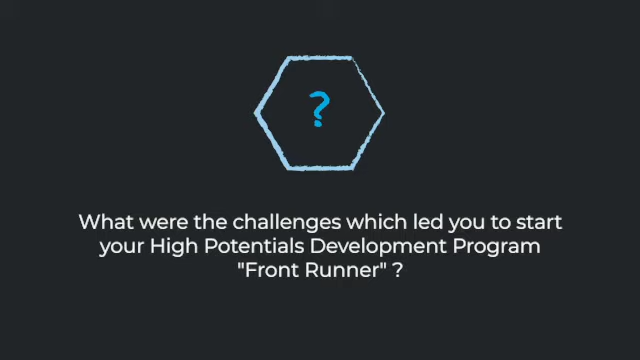 ?
What were the challenges which led you to start
your High Potentials Development Program
"Front Runner" ?